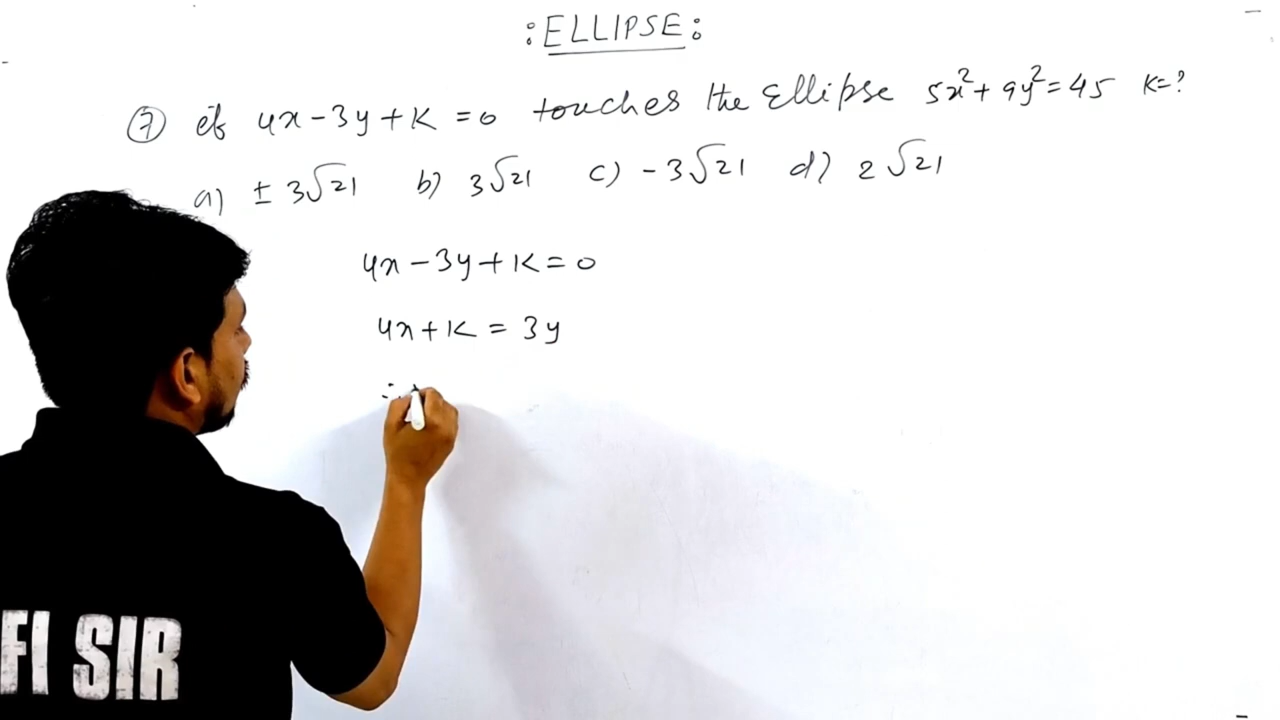 :ELLIPSE:
⑦ if 4x - 3y + K = 0 touches the Ellipse 5x² + 9y² = 45 K=?
a) ± 3√21 b) 3√21 c) - 3√21 d) 2√21
4x - 3y + K = 0
4x + K = 3y
FI SIR